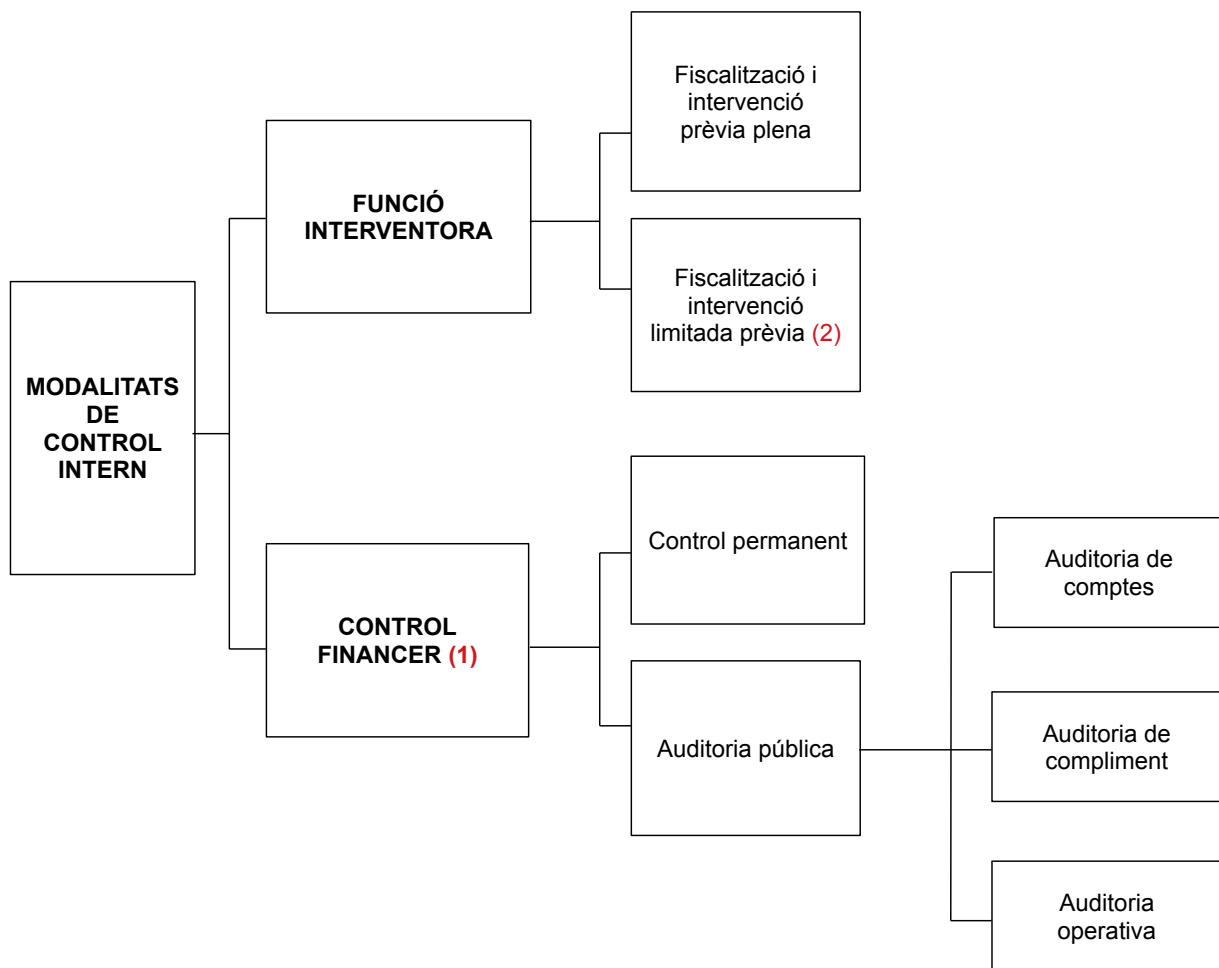 MODALITATS
DE
CONTROL
INTERN
FUNCIÓ
INTERVENTORA
Fiscalització i
intervenció
prèvia plena
Fiscalització i
intervenció
limitada prèvia (2)
CONTROL
FINANCER (1)
Control permanent
Auditoria pública
Auditoria de
comptes
Auditoria de
compliment
Auditoria
operativa